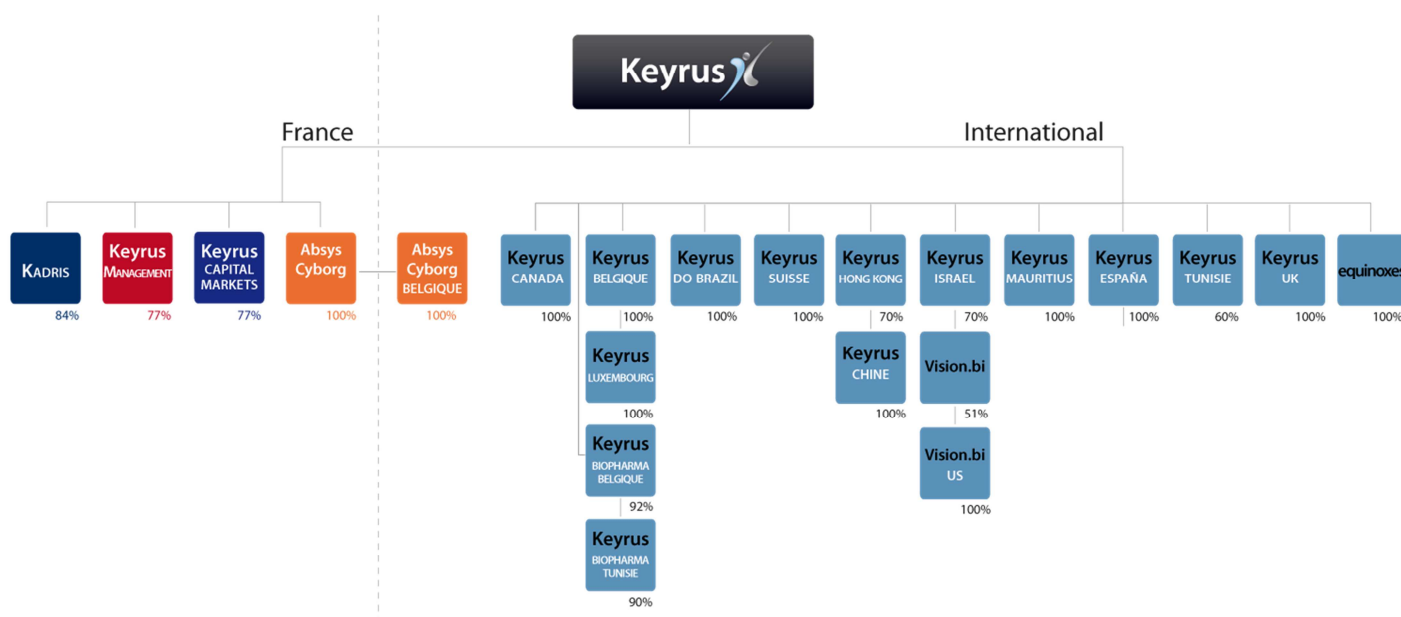 Keyrus
France
International
KADRIS
84%
Keyrus
MANAGEMENT
77%
Keyrus
CAPITAL
MARKETS
77%
Absys
Cyborg
100%
Absys
Cyborg
BELGIQUE
100%
Keyrus
CANADA
100%
Keyrus
BELGIQUE
100%
Keyrus
DO BRAZIL
100%
Keyrus
SUISSE
100%
Keyrus
HONG KONG
70%
Keyrus
ISRAEL
70%
Keyrus
MAURITIUS
100%
Keyrus
ESPAÑA
100%
Keyrus
TUNISIE
60%
Keyrus
UK
100%
equinoxes
100%
Keyrus
LUXEMBOURG
100%
Keyrus
CHINE
100%
Vision.bi
51%
Keyrus
BIOPHARMA
BELGIQUE
92%
Vision.bi
US
100%
Keyrus
BIOPHARMA
TUNISIE
90%